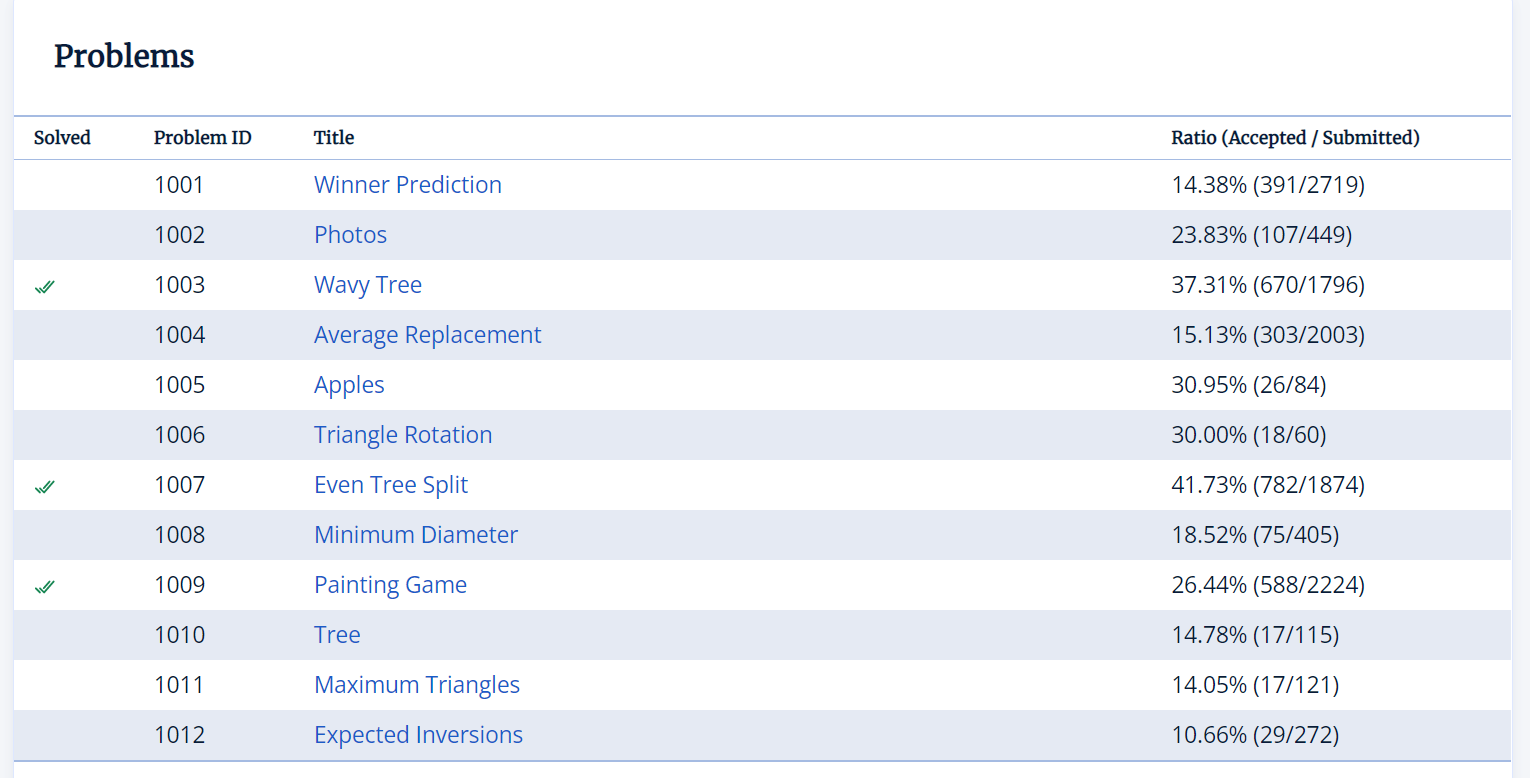 Problems
Solved Problem ID Title Ratio (Accepted / Submitted)
1001 Winner Prediction 14.38% (391/2719)
1002 Photos 23.83% (107/449)
1003 Wavy Tree 37.31% (670/1796)
1004 Average Replacement 15.13% (303/2003)
1005 Apples 30.95% (26/84)
1006 Triangle Rotation 30.00% (18/60)
1007 Even Tree Split 41.73% (782/1874)
1008 Minimum Diameter 18.52% (75/405)
1009 Painting Game 26.44% (588/2224)
1010 Tree 14.78% (17/115)
1011 Maximum Triangles 14.05% (17/121)
1012 Expected Inversions 10.66% (29/272)